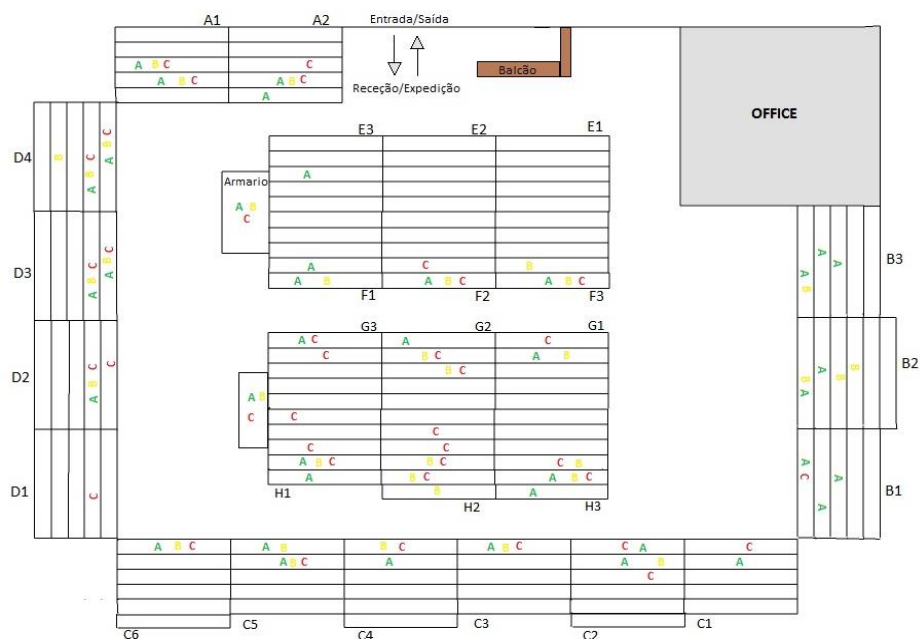 A1 A2 Entrada/Saída
A B C C
A B C A B C
A
Balcão
Receção/Expedição
OFFICE
E3 E2 E1
A
Armario
A B
C
A C B
A B A B C A B C
F1 F2 F3
D4
B C C
B B
A A
D3
C C
B B
A A
D2
C C
B
A
D1
C
B3
A A
A
B
B2
B A B B
A
B1
A
C A
A
G3 G2 G1
A C A C
C B C A B
B C
A B
C C
C
C C
A B C B C C B
A B C A B C
B A
H1 H2 H3
A B C A B B C A B C C A C
A B C A A B A
C
C6 C5 C4 C3 C2 C1